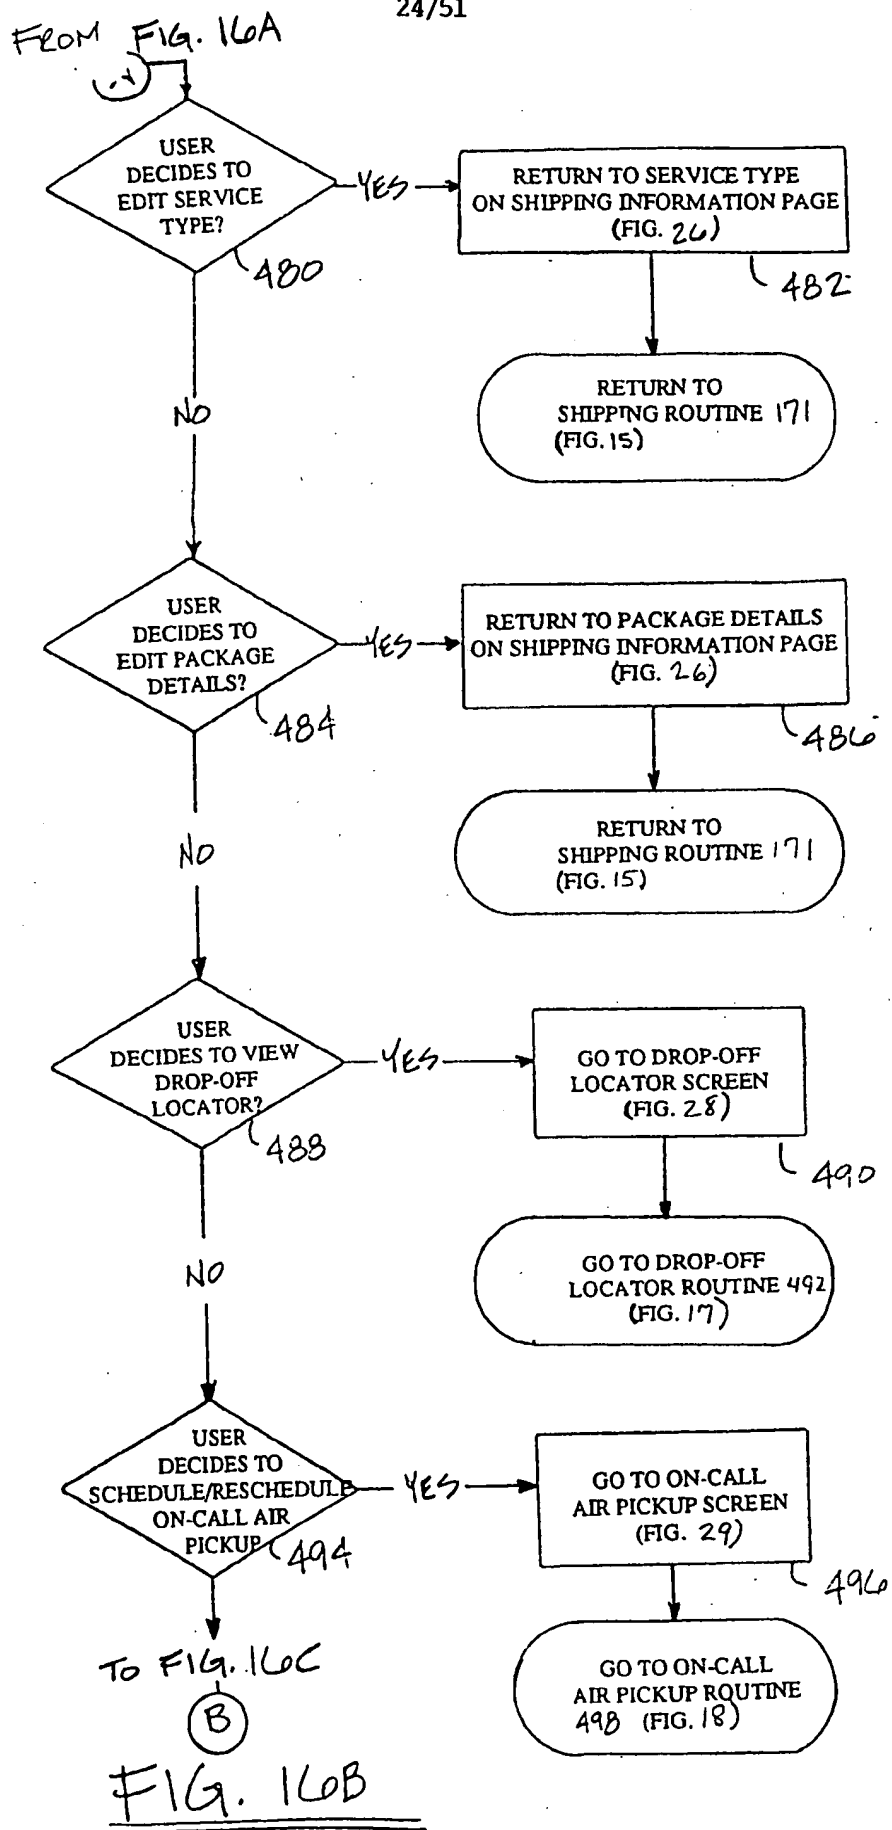 24/51
FROM FIG. 16A
USER
DECIDES TO
EDIT SERVICE
TYPE?
480
YES
RETURN TO SERVICE TYPE
ON SHIPPING INFORMATION PAGE
(FIG. 26)
482
RETURN TO
SHIPPING ROUTINE 171
(FIG. 15)
NO
USER
DECIDES TO
EDIT PACKAGE
DETAILS?
484
YES
RETURN TO PACKAGE DETAILS
ON SHIPPING INFORMATION PAGE
(FIG. 26)
486
RETURN TO
SHIPPING ROUTINE 171
(FIG. 15)
NO
USER
DECIDES TO VIEW
DROP-OFF
LOCATOR?
488
YES
GO TO DROP-OFF
LOCATOR SCREEN
(FIG. 28)
490
GO TO DROP-OFF
LOCATOR ROUTINE 492
(FIG. 17)
NO
USER
DECIDES TO
SCHEDULE/RESCHEDULE
ON-CALL AIR
PICKUP
494
YES
GO TO ON-CALL
AIR PICKUP SCREEN
(FIG. 29)
496
GO TO ON-CALL
AIR PICKUP ROUTINE
498 (FIG. 18)
TO FIG. 16C
B
FIG. 16B